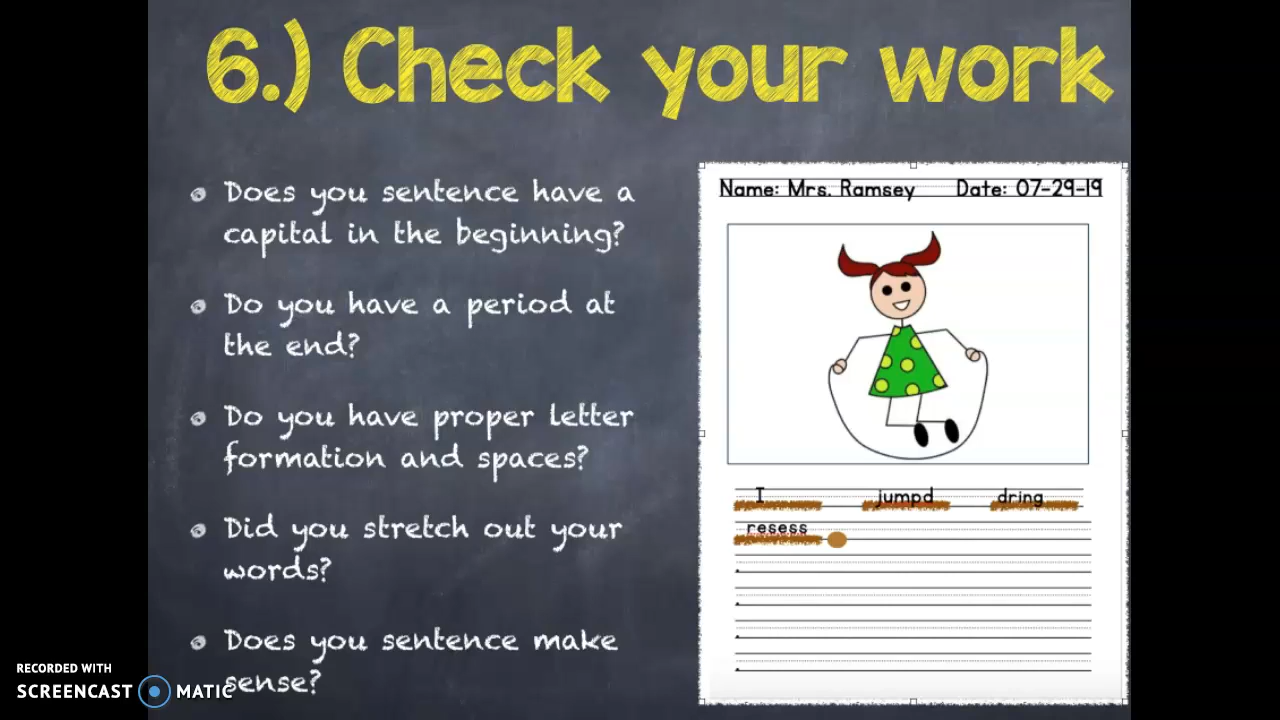 6.) Check your work
Does you sentence have a
capital in the beginning?
Do you have a period at
the end?
Do you have proper letter
formation and spaces?
Did you stretch out your
words?
Does you sentence make
sense?
Name: Mrs. Ramsey Date: 07-29-19
I jumpd dring
resess
RECORDED WITH
SCREENCAST MATIC